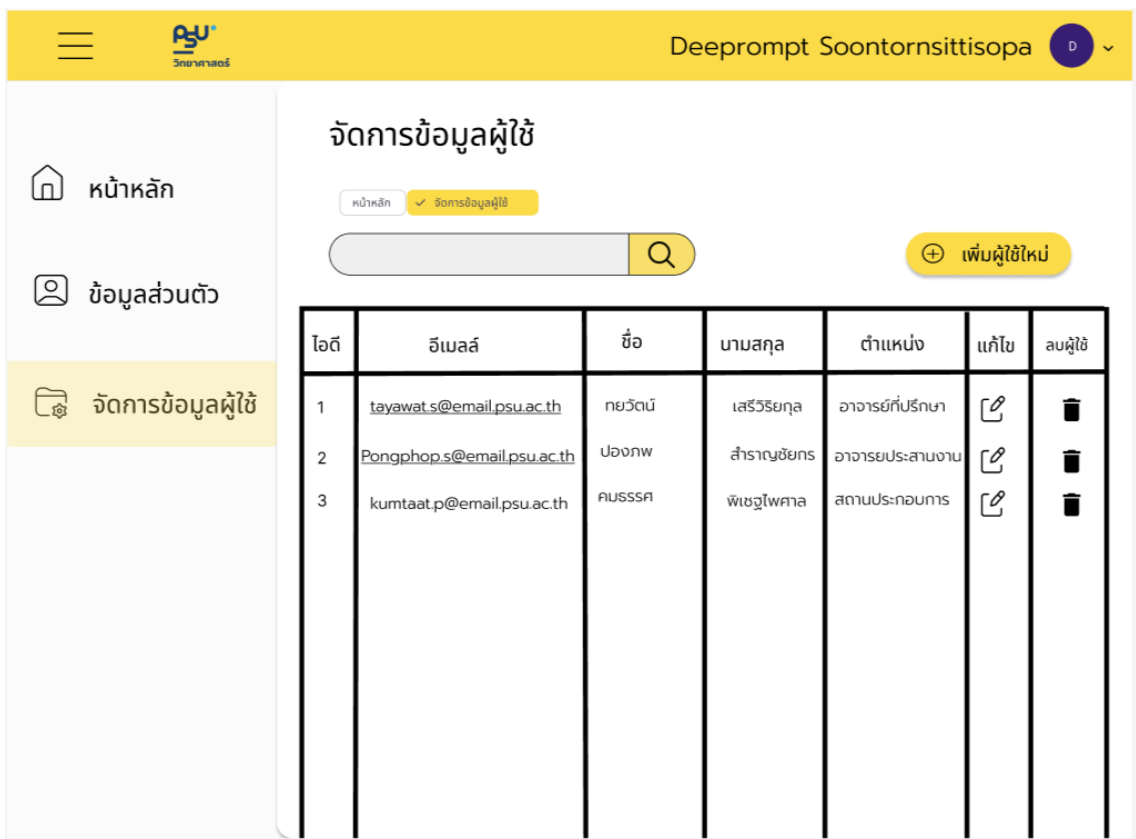 PSU
วิทยาศาสตร์
Deeprompt Soontornsittisopa
D
หน้าหลัก
ข้อมูลส่วนตัว
จัดการข้อมูลผู้ใช้
จัดการข้อมูลผู้ใช้
หน้าหลัก จัดการข้อมูลผู้ใช้
เพิ่มผู้ใช้ใหม่
ไอดี อีเมลล์ ชื่อ นามสกุล ตำแหน่ง แก้ไข ลบผู้ใช้
1 tayawat.s@email.psu.ac.th ทยวัตน์ เสรีวิริยกุล อาจารย์ที่ปรึกษา
2 Pongphop.s@email.psu.ac.th ปองภพ สำราญชัยกร อาจารยประสานงาน
3 kumtaat.p@email.psu.ac.th คมธรรศ พิเชฐไพศาล สถานประกอบการ